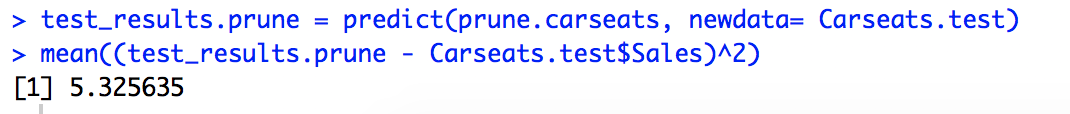 > test_results.prune = predict(prune.carseats, newdata= Carseats.test)
> mean((test_results.prune - Carseats.test$Sales)^2)
[1] 5.325635